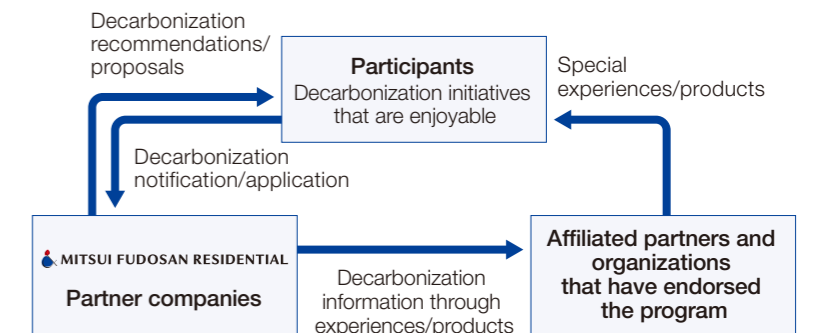 Decarbonization
recommendations/
proposals
Participants
Decarbonization initiatives
that are enjoyable
Special
experiences/products
Decarbonization
notification/application
MITSUI FUDOSAN RESIDENTIAL
Partner companies
Decarbonization
information through
experiences/products
Affiliated partners and
organizations
that have endorsed
the program